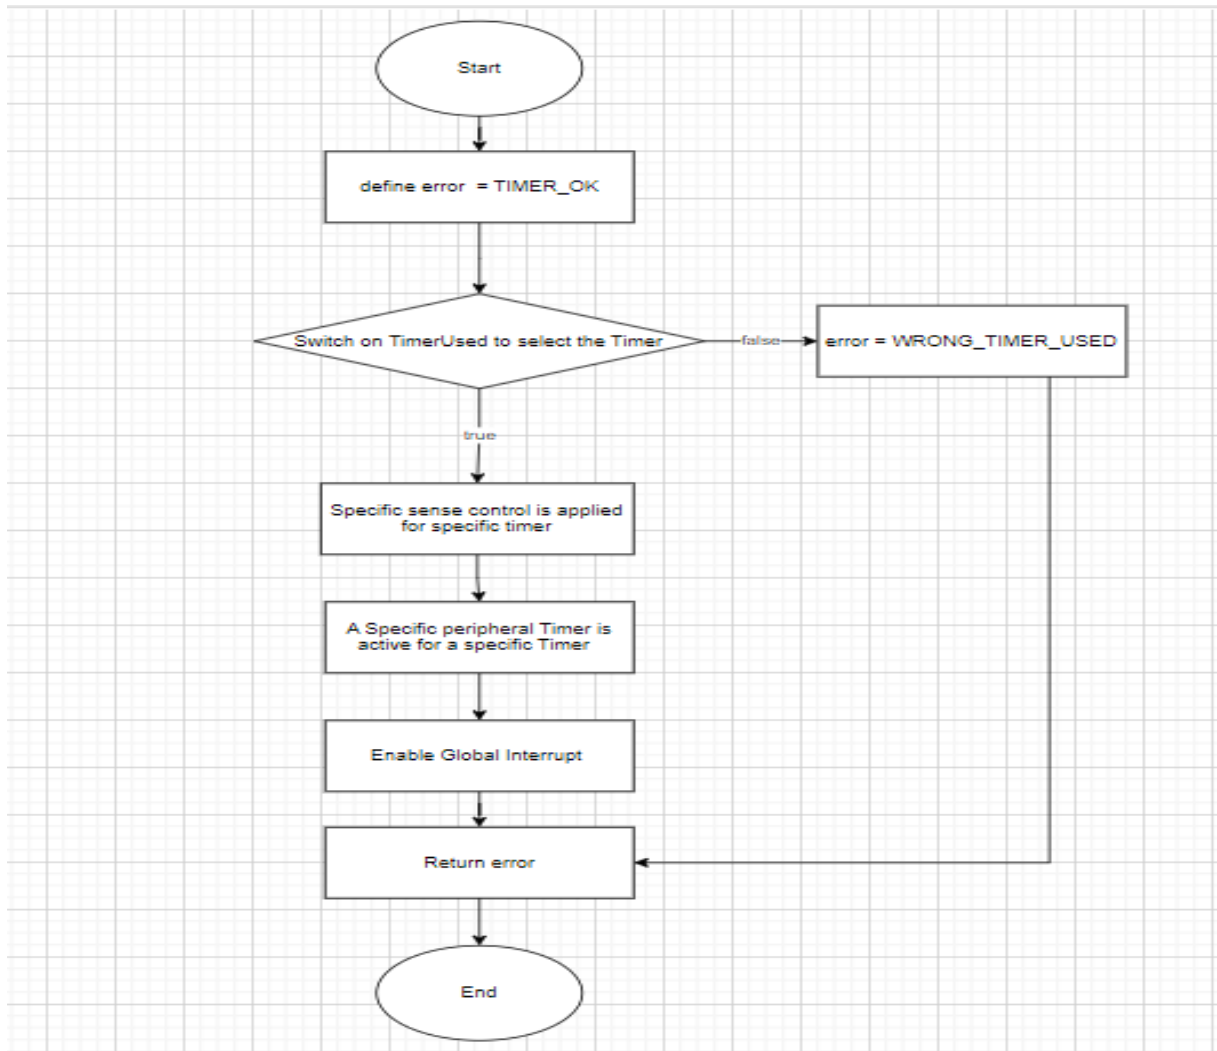 Start
define error  = TIMER_OK
Switch on TimerUsed to select the Timer
false
error = WRONG_TIMER_USED
true
Specific sense control is applied
for specific timer
A Specific peripheral Timer is
active for a specific Timer
Enable Global Interrupt
Return error
End